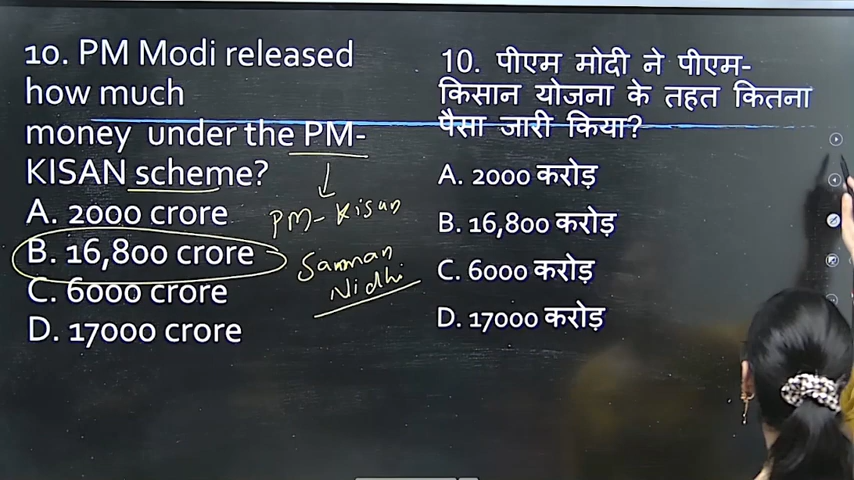 10. PM Modi released
how much
money under the PM-
KISAN scheme?
A. 2000 crore
B. 16,800 crore
C. 6000 crore
D. 17000 crore
PM-Kisan
Samman
Nidhi
10. पीएम मोदी ने पीएम-
किसान योजना के तहत कितना
पैसा जारी किया?
A. 2000 करोड़
B. 16,800 करोड़
C. 6000 करोड़
D. 17000 करोड़